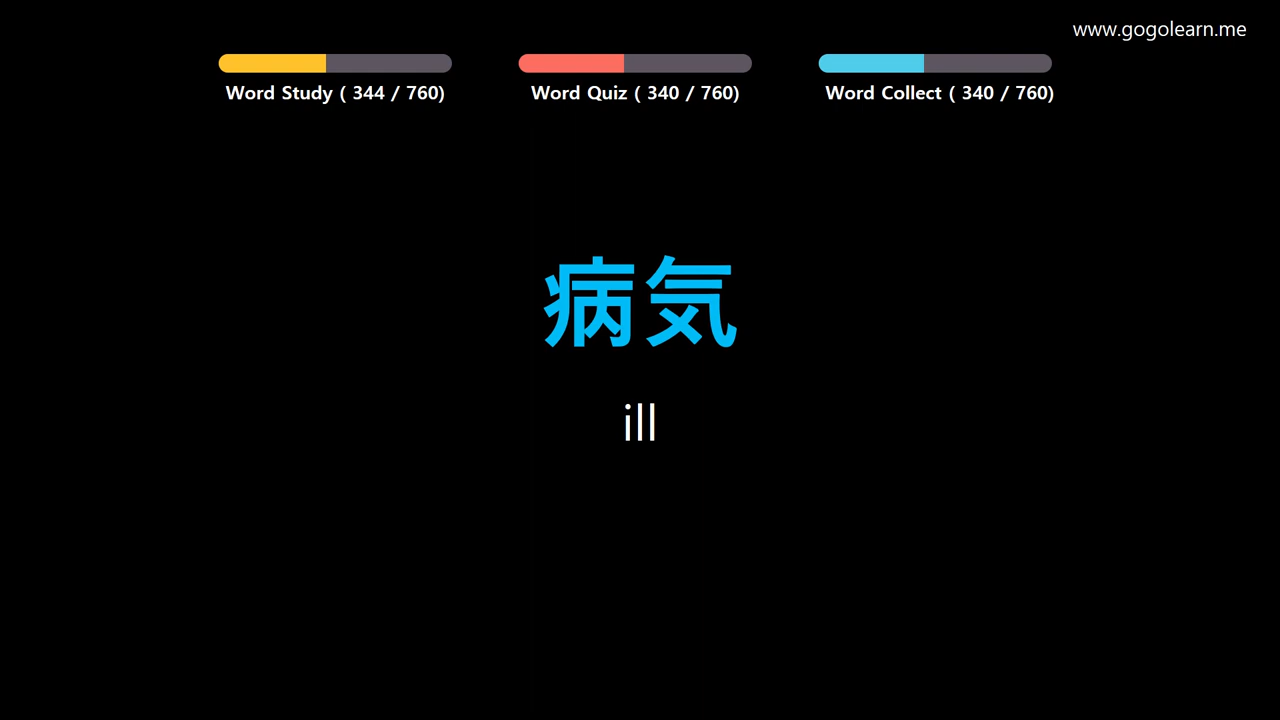 www.gogolearn.me
Word Study ( 344 / 760)
Word Quiz ( 340 / 760)
Word Collect ( 340 / 760)
病気
ill